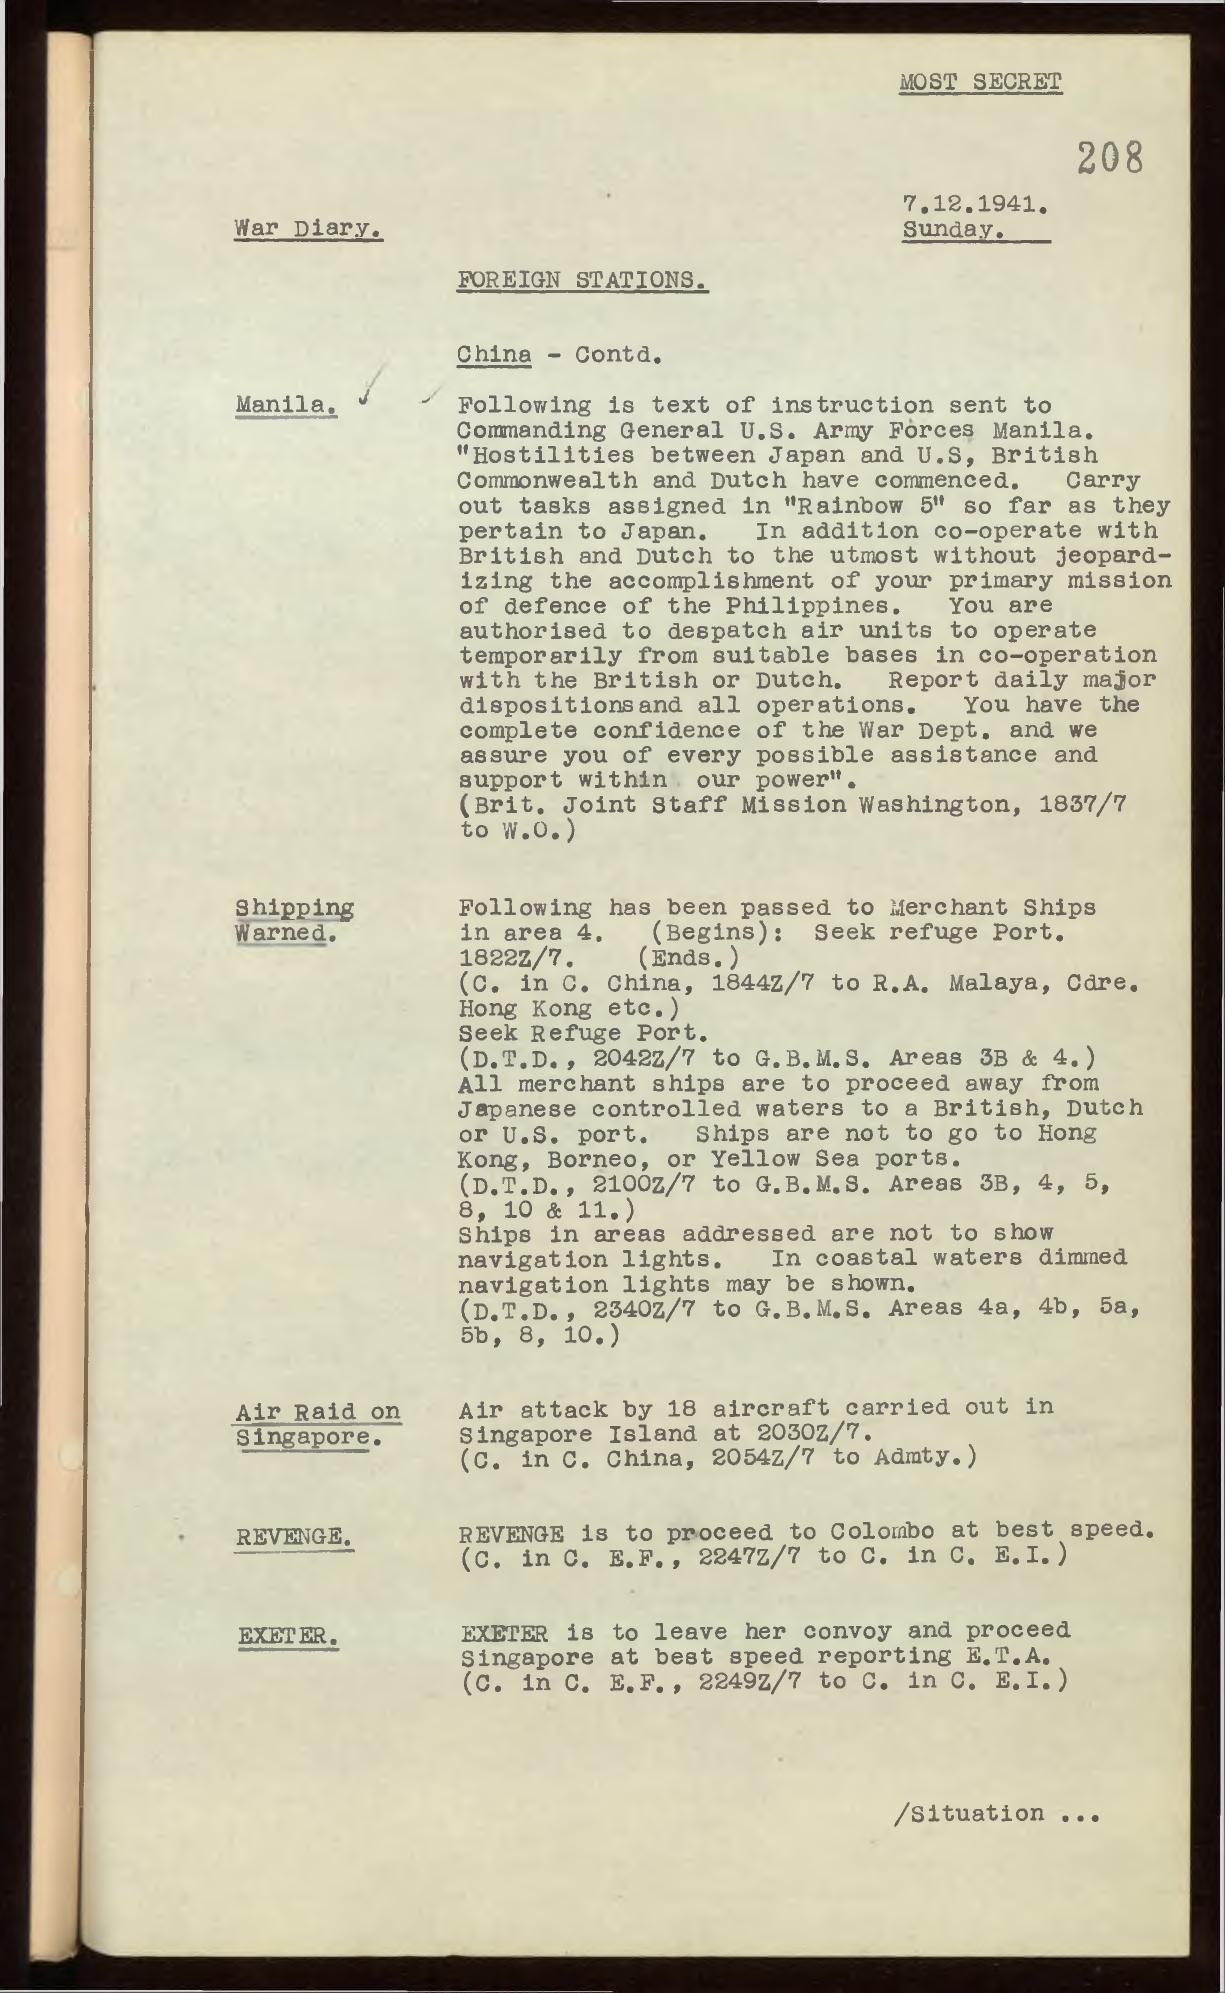 MOST SECRET
208
7.12.1941.
War Diary.
Sunday.
FOREIGN STATIONS.
China - Contd.
Manila.
Following is text of instruction sent to
Commanding General U.S. Army Forces Manila.
"Hostilities between Japan and U.S, British
Commonwealth and Dutch have commenced. Carry
out tasks assigned in "Rainbow 5" so far as they
pertain to Japan. In addition co-operate with
British and Dutch to the utmost without jeopard-
izing the accomplishment of your primary mission
of defence of the Philippines. You are
authorised to despatch air units to operate
temporarily from suitable bases in co-operation
with the British or Dutch. Report daily major
dispositionsand all operations. You have the
complete confidence of the War Dept. and we
assure you of every possible assistance and
support within our power".
(Brit. Joint Staff Mission Washington, 1837/7
to W.O.)
Shipping
Warned.
Following has been passed to Merchant Ships
in area 4. (Begins): Seek refuge Port.
1822Z/7. (Ends.)
(C. in C. China, 1844Z/7 to R.A. Malaya, Cdre.
Hong Kong etc.)
Seek Refuge Port.
(D.T.D., 2042Z/7 to G.B.M.S. Areas 3B & 4.)
All merchant ships are to proceed away from
Japanese controlled waters to a British, Dutch
or U.S. port. Ships are not to go to Hong
Kong, Borneo, or Yellow Sea ports.
(D.T.D., 2100Z/7 to G.B.M.S. Areas 3B, 4, 5,
8, 10 & 11.)
Ships in areas addressed are not to show
navigation lights. In coastal waters dimmed
navigation lights may be shown.
(D.T.D., 2340Z/7 to G.B.M.S. Areas 4a, 4b, 5a,
5b, 8, 10.)
Air Raid on
Singapore.
Air attack by 18 aircraft carried out in
Singapore Island at 2030Z/7.
(C. in C. China, 2054Z/7 to Admty.)
REVENGE.
REVENGE is to proceed to Colombo at best speed.
(C. in C. E.F., 2247Z/7 to C. in C. E.I.)
EXETER.
EXETER is to leave her convoy and proceed
Singapore at best speed reporting E.T.A.
(C. in C. E.F., 2249Z/7 to C. in C. E.I.)
/Situation ...